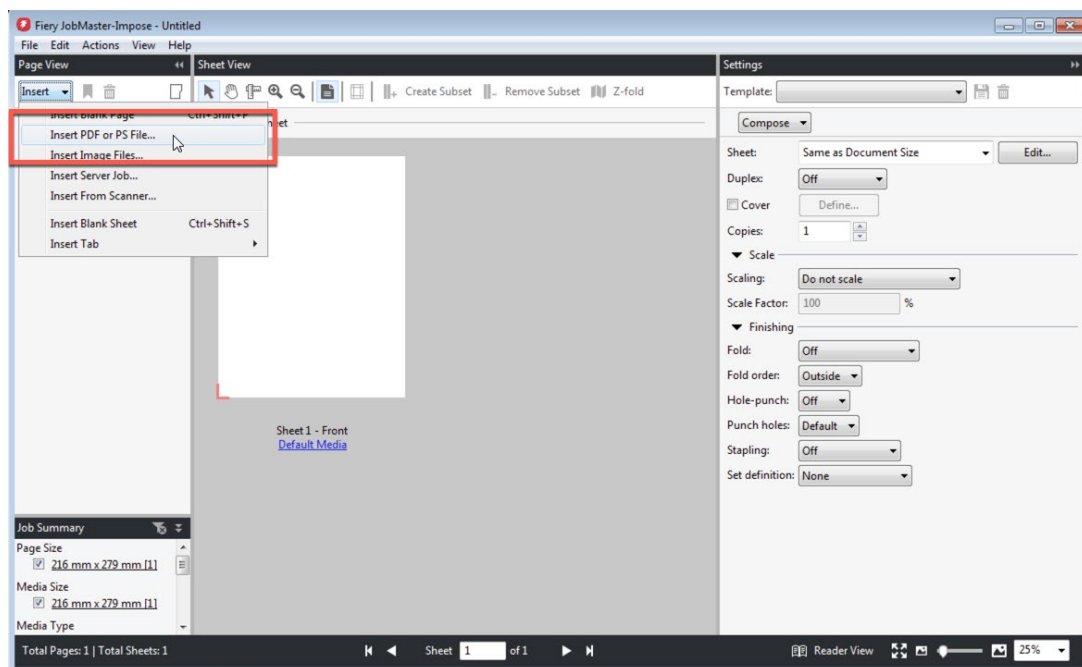 Fiery JobMaster-Impose - Untitled
File Edit Actions View Help
Page View
Sheet View
Settings
Insert
Create Subset
Remove Subset
Z-fold
Template:
Insert Blank Page Ctrl+Shift+P
Insert PDF or PS File...
Insert Image Files...
Insert Server Job...
Insert From Scanner...
Insert Blank Sheet Ctrl+Shift+S
Insert Tab
Compose
Sheet: Same as Document Size Edit...
Duplex: Off
Cover Define...
Copies: 1
Scale
Scaling: Do not scale
Scale Factor: 100 %
Finishing
Fold: Off
Fold order: Outside
Hole-punch: Off
Punch holes: Default
Stapling: Off
Set definition: None
Sheet 1 - Front
Default Media
Job Summary
Page Size
216 mm x 279 mm [1]
Media Size
216 mm x 279 mm [1]
Media Type
Total Pages: 1 | Total Sheets: 1
Sheet 1 of 1
Reader View
25%